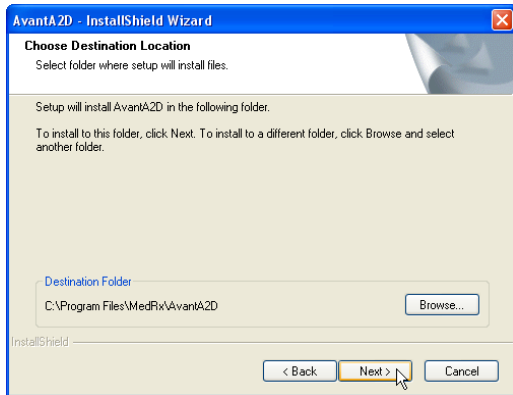 AvantA2D - InstallShield Wizard
Choose Destination Location
Select folder where setup will install files.
Setup will install AvantA2D in the following folder.
To install to this folder, click Next. To install to a different folder, click Browse and select
another folder.
Destination Folder
C:\Program Files\MedRx\AvantA2D
Browse...
InstallShield
< Back
Next >
Cancel